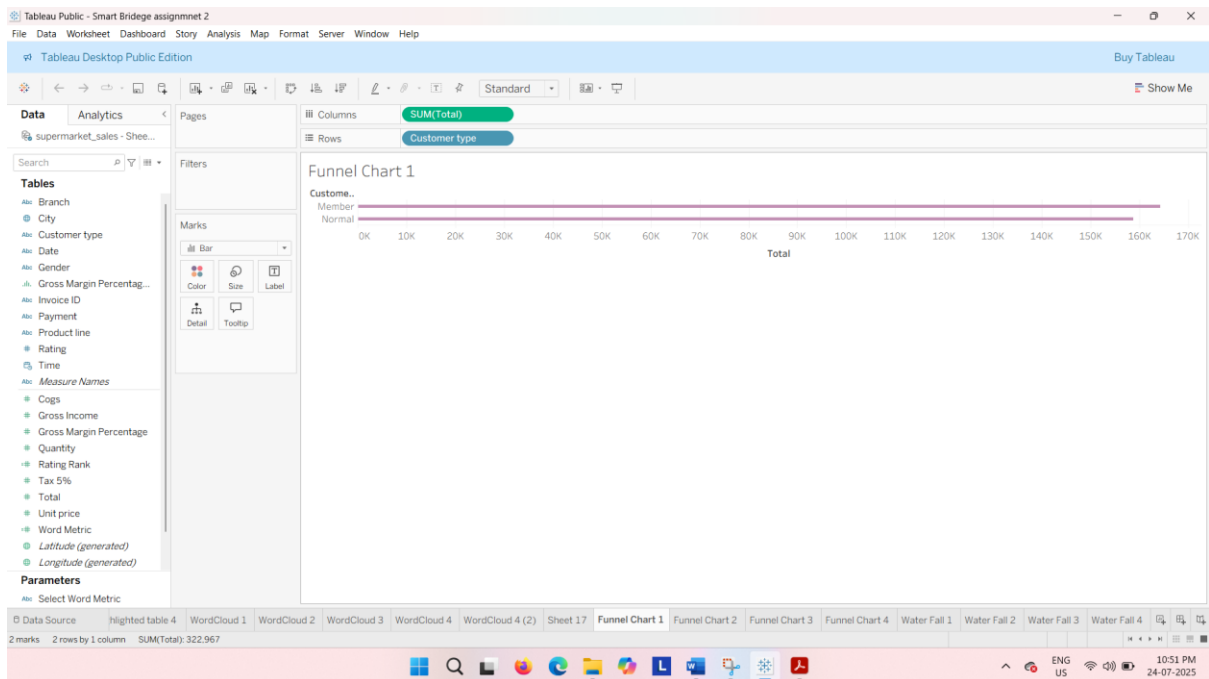 Tableau Public - Smart Bridege assignmnet 2
File Data Worksheet Dashboard Story Analysis Map Format Server Window Help
Tableau Desktop Public Edition Buy Tableau
Standard Show Me
Data Analytics
supermarket_sales - Shee...
Search
Tables
Abc Branch
City
Abc Customer type
Abc Date
Abc Gender
Gross Margin Percentag...
Abc Invoice ID
Abc Payment
Abc Product line
# Rating
Time
Abc Measure Names
# Cogs
# Gross Income
# Gross Margin Percentage
# Quantity
=# Rating Rank
# Tax 5%
# Total
# Unit price
=# Word Metric
Latitude (generated)
Longitude (generated)
Parameters
Abc Select Word Metric
Pages
Filters
Marks
Bar
Color Size Label
Detail Tooltip
Columns SUM(Total)
Rows Customer type
Funnel Chart 1
Custome..
Member
Normal
0K 10K 20K 30K 40K 50K 60K 70K 80K 90K 100K 110K 120K 130K 140K 150K 160K 170K
Total
Data Source hlighted table 4 WordCloud 1 WordCloud 2 WordCloud 3 WordCloud 4 WordCloud 4 (2) Sheet 17 Funnel Chart 1 Funnel Chart 2 Funnel Chart 3 Funnel Chart 4 Water Fall 1 Water Fall 2 Water Fall 3 Water Fall 4
2 marks 2 rows by 1 column SUM(Total): 322,967
ENG
US
10:51 PM
24-07-2025